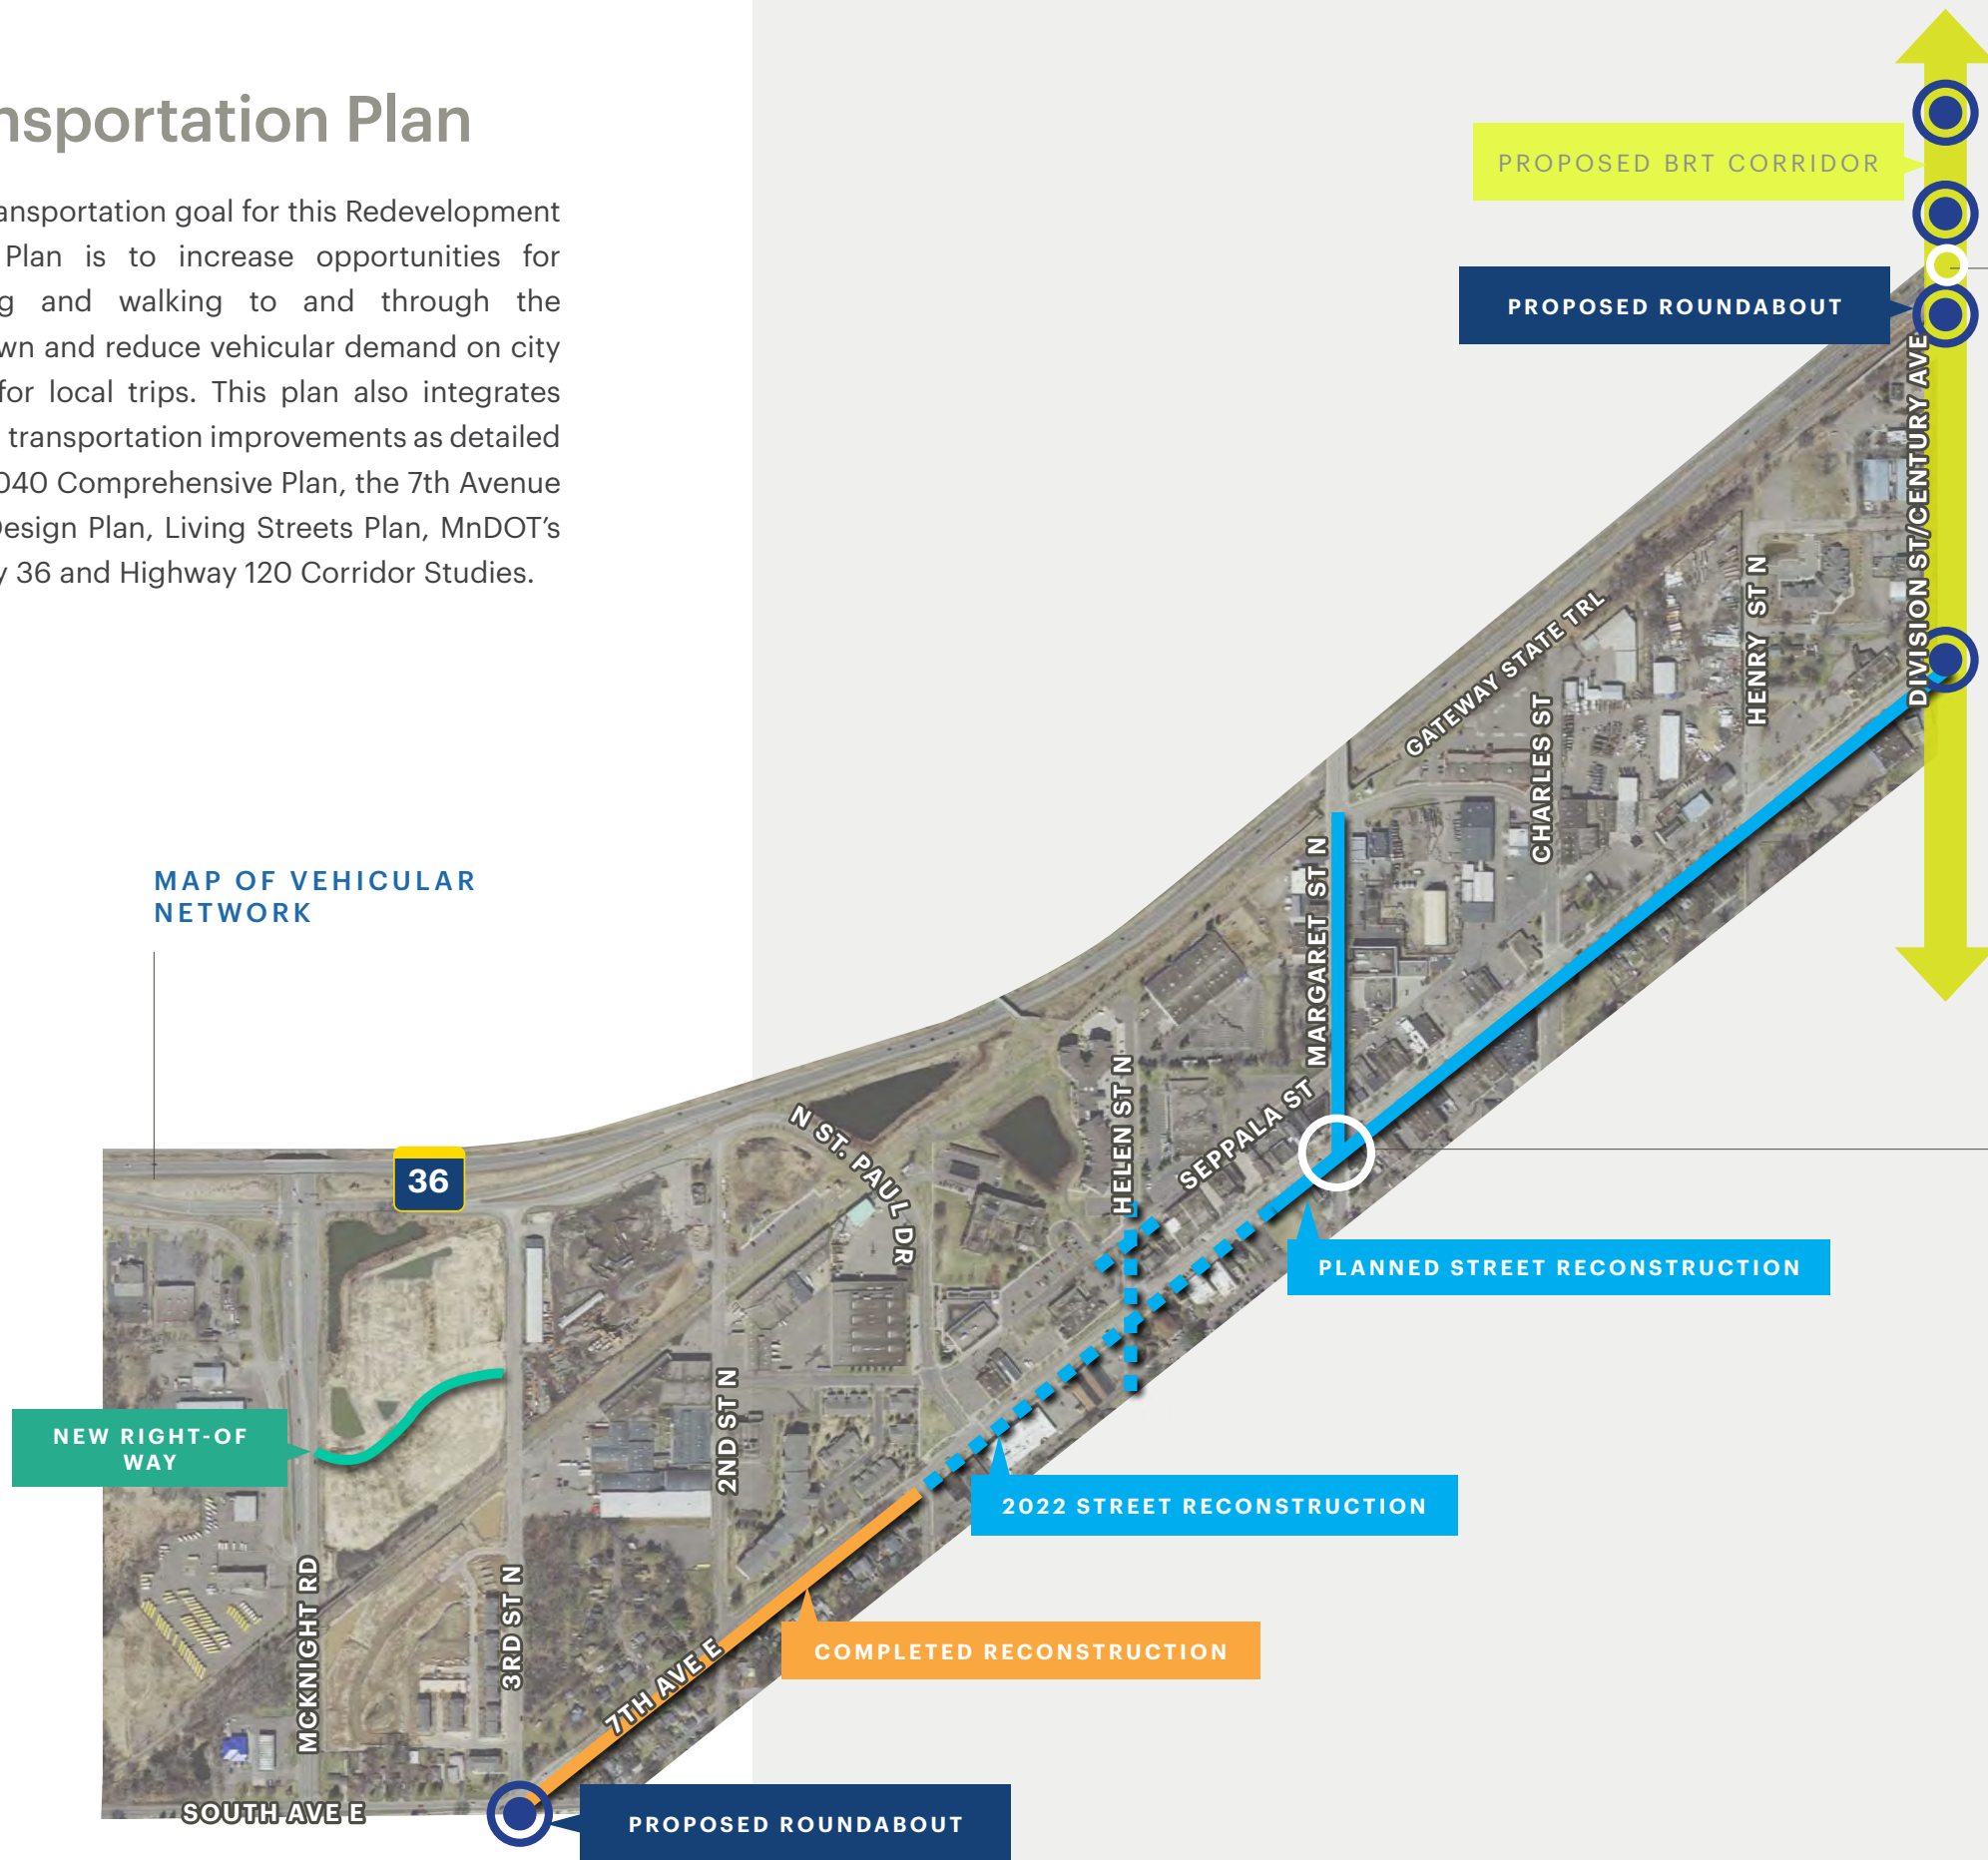 nsportation Plan
ansportation goal for this Redevelopment
Plan is to increase opportunities for
g and walking to and through the
wn and reduce vehicular demand on city
for local trips. This plan also integrates
transportation improvements as detailed
040 Comprehensive Plan, the 7th Avenue
Design Plan, Living Streets Plan, MnDOT’s
y 36 and Highway 120 Corridor Studies.
MAP OF VEHICULAR
NETWORK
PROPOSED BRT CORRIDOR
PROPOSED ROUNDABOUT
DIVISION ST/CENTURY AVE
HENRY ST N
GATEWAY STATE TRL
CHARLES ST
MARGARET ST N
HELEN ST N
SEPPALA ST
N ST. PAUL DR
36
PLANNED STREET RECONSTRUCTION
2ND ST N
NEW RIGHT-OF
WAY
2022 STREET RECONSTRUCTION
MCKNIGHT RD
3RD ST N
7TH AVE E
COMPLETED RECONSTRUCTION
SOUTH AVE E
PROPOSED ROUNDABOUT